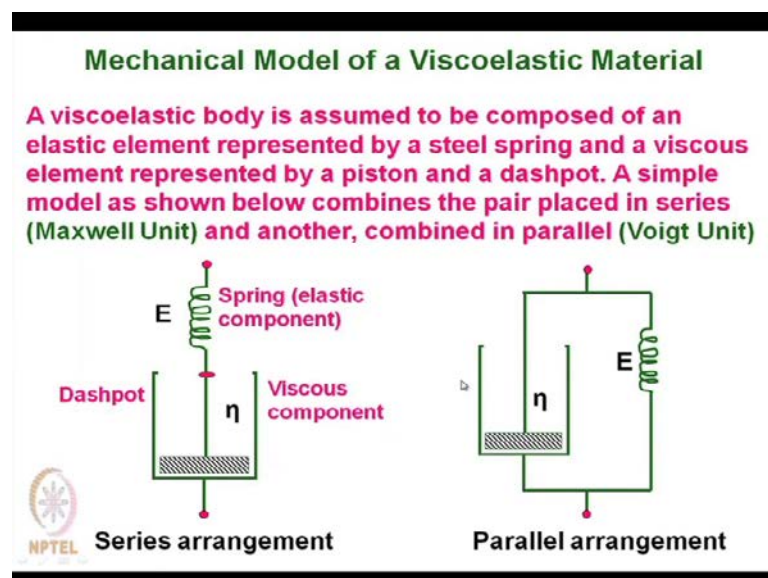 Mechanical Model of a Viscoelastic Material
A viscoelastic body is assumed to be composed of an
elastic element represented by a steel spring and a viscous
element represented by a piston and a dashpot. A simple
model as shown below combines the pair placed in series
(Maxwell Unit) and another, combined in parallel (Voigt Unit)
E
Spring (elastic
component)
Dashpot
η
Viscous
component
η
E
NPTEL
Series arrangement
Parallel arrangement